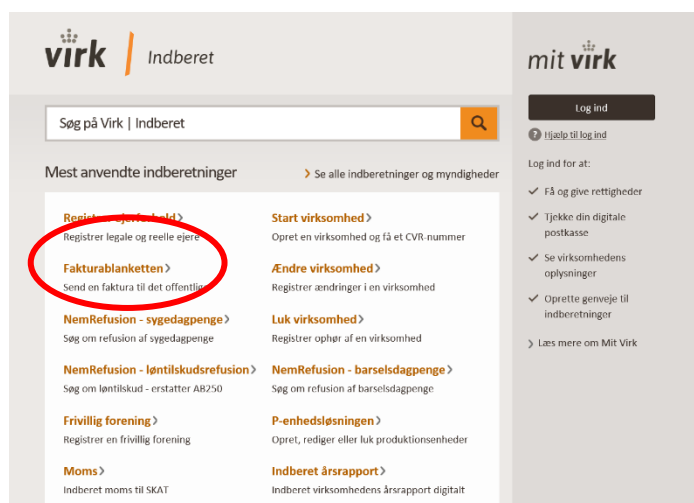 virk | Indberet
Søg på Virk | Indberet
Mest anvendte indberetninger
> Se alle indberetninger og myndigheder
Registrer ejerforhold >
Registrer legale og reelle ejere
Fakturablanketten >
Send en faktura til det offentlige
NemRefusion - sygedagpenge >
Søg om refusion af sygedagpenge
NemRefusion - løntilskudsrefusion >
Søg om løntilskud - erstatter AB250
Frivillig forening >
Registrer en frivillig forening
Moms >
Indberet moms til SKAT
Start virksomhed >
Opret en virksomhed og få et CVR-nummer
Ændre virksomhed >
Registrer ændringer i en virksomhed
Luk virksomhed >
Registrer ophør af en virksomhed
NemRefusion - barselsdagpenge >
Søg om refusion af barselsdagpenge
P-enhedsløsningen >
Opret, rediger eller luk produktionsenheder
Indberet årsrapport >
Indberet virksomhedens årsrapport digitalt
mit virk
Log ind
? Hjælp til log ind
Log ind for at:
✓ Få og give rettigheder
✓ Tjekke din digitale
postkasse
✓ Se virksomhedens
oplysninger
✓ Oprette genveje til
indberetninger
> Læs mere om Mit Virk